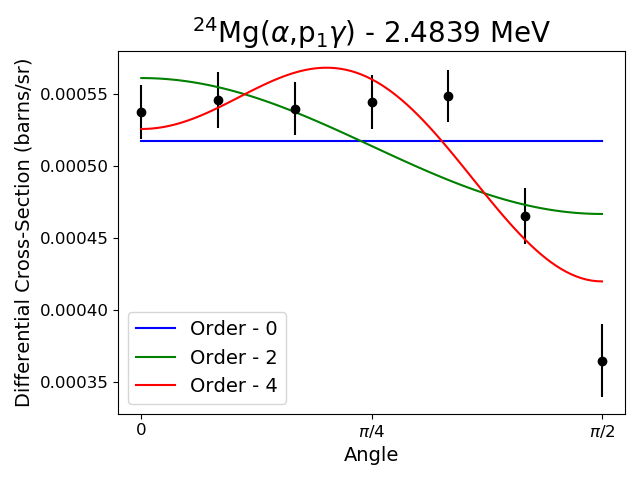 ²⁴Mg(α,p₁γ) - 2.4839 MeV
Differential Cross-Section (barns/sr)
0.00055
0.00050
0.00045
0.00040
0.00035
Order - 0
Order - 2
Order - 4
0
π/4
π/2
Angle